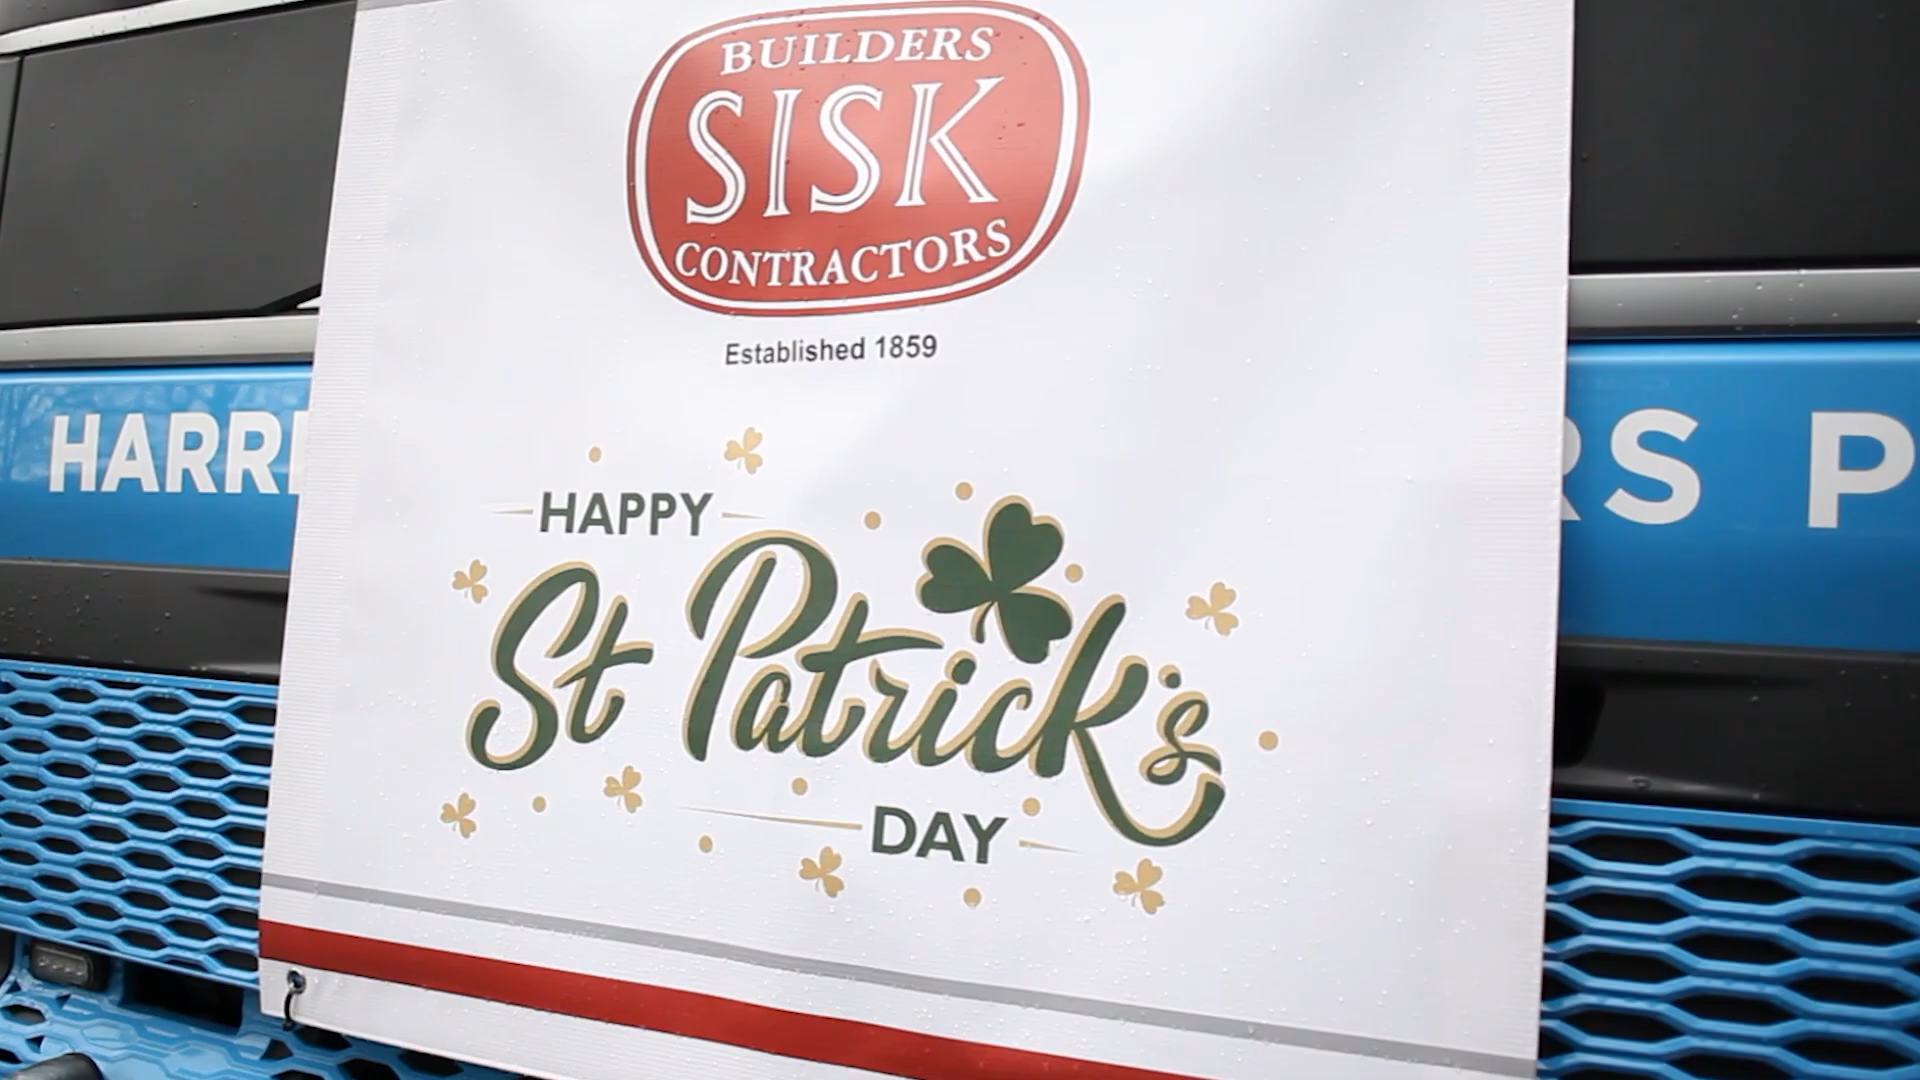 BUILDERS
SISK
CONTRACTORS
Established 1859
HARR
RS P
HAPPY
St Patrick's
DAY